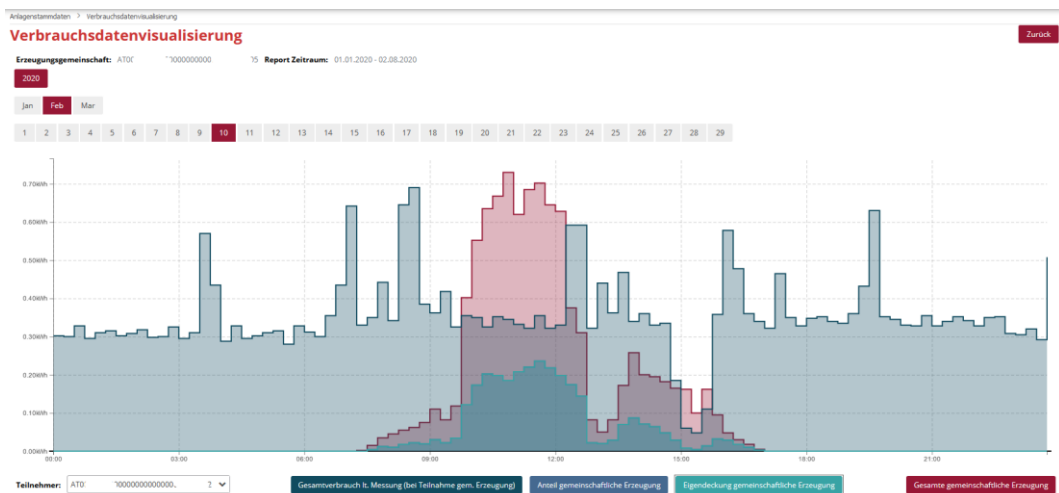 Anlagenstammdaten > Verbrauchsdatenvisualisierung
Verbrauchsdatenvisualisierung
Zurück
Erzeugungsgemeinschaft: Report Zeitraum: 01.01.2020 - 02.08.2020
2020
Jan Feb Mar
1 2 3 4 5 6 7 8 9 10 11 12 13 14 15 16 17 18 19 20 21 22 23 24 25 26 27 28 29
0.70kWh
0.60kWh
0.50kWh
0.40kWh
0.30kWh
0.20kWh
0.10kWh
0.00kWh
00:00 03:00 06:00 09:00 12:00 15:00 18:00 21:00
Teilnehmer: Gesamtverbrauch lt. Messung (bei Teilnahme gem. Erzeugung) Anteil gemeinschaftliche Erzeugung Eigendeckung gemeinschaftliche Erzeugung Gesamte gemeinschaftliche Erzeugung